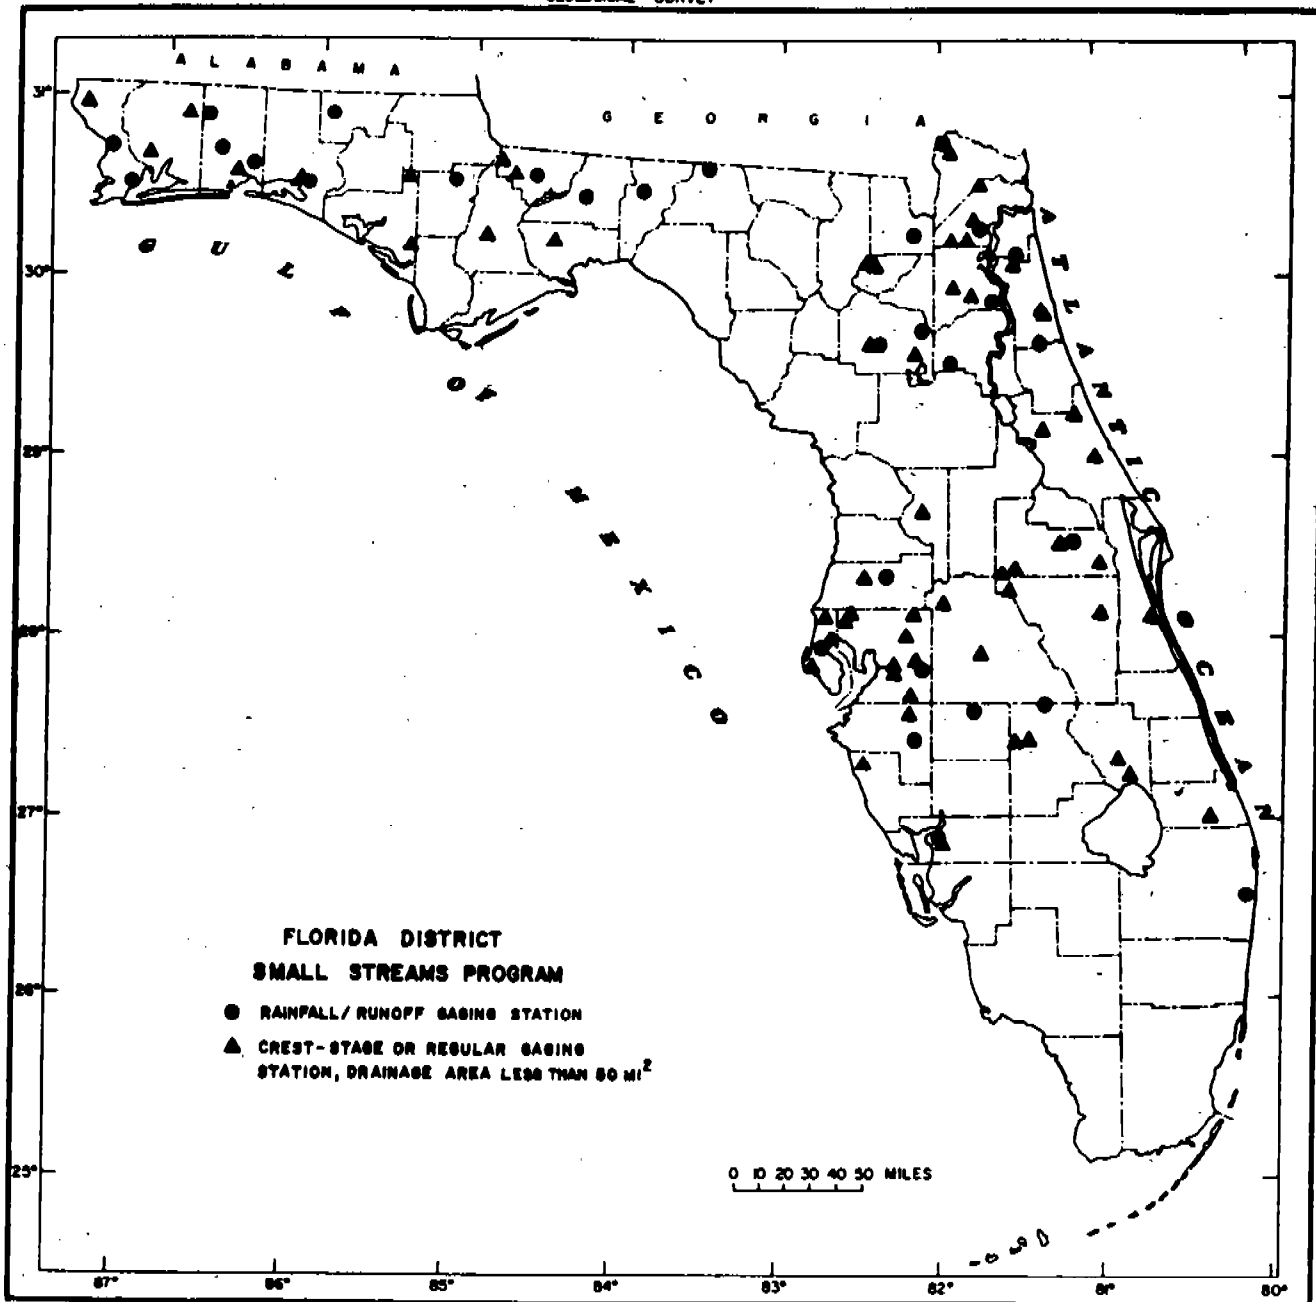 GEOLOGICAL SURVEY
ALABAMA
GEORGIA
31°
30°
29°
28°
27°
26°
25°
GULF OF MEXICO
ATLANTIC OCEAN
FLORIDA DISTRICT
SMALL STREAMS PROGRAM
RAINFALL/RUNOFF GAGING STATION
CREST-STAGE OR REGULAR GAGING
STATION, DRAINAGE AREA LESS THAN 50 MI²
0 10 20 30 40 50 MILES
87° 86° 85° 84° 83° 82° 81° 80°